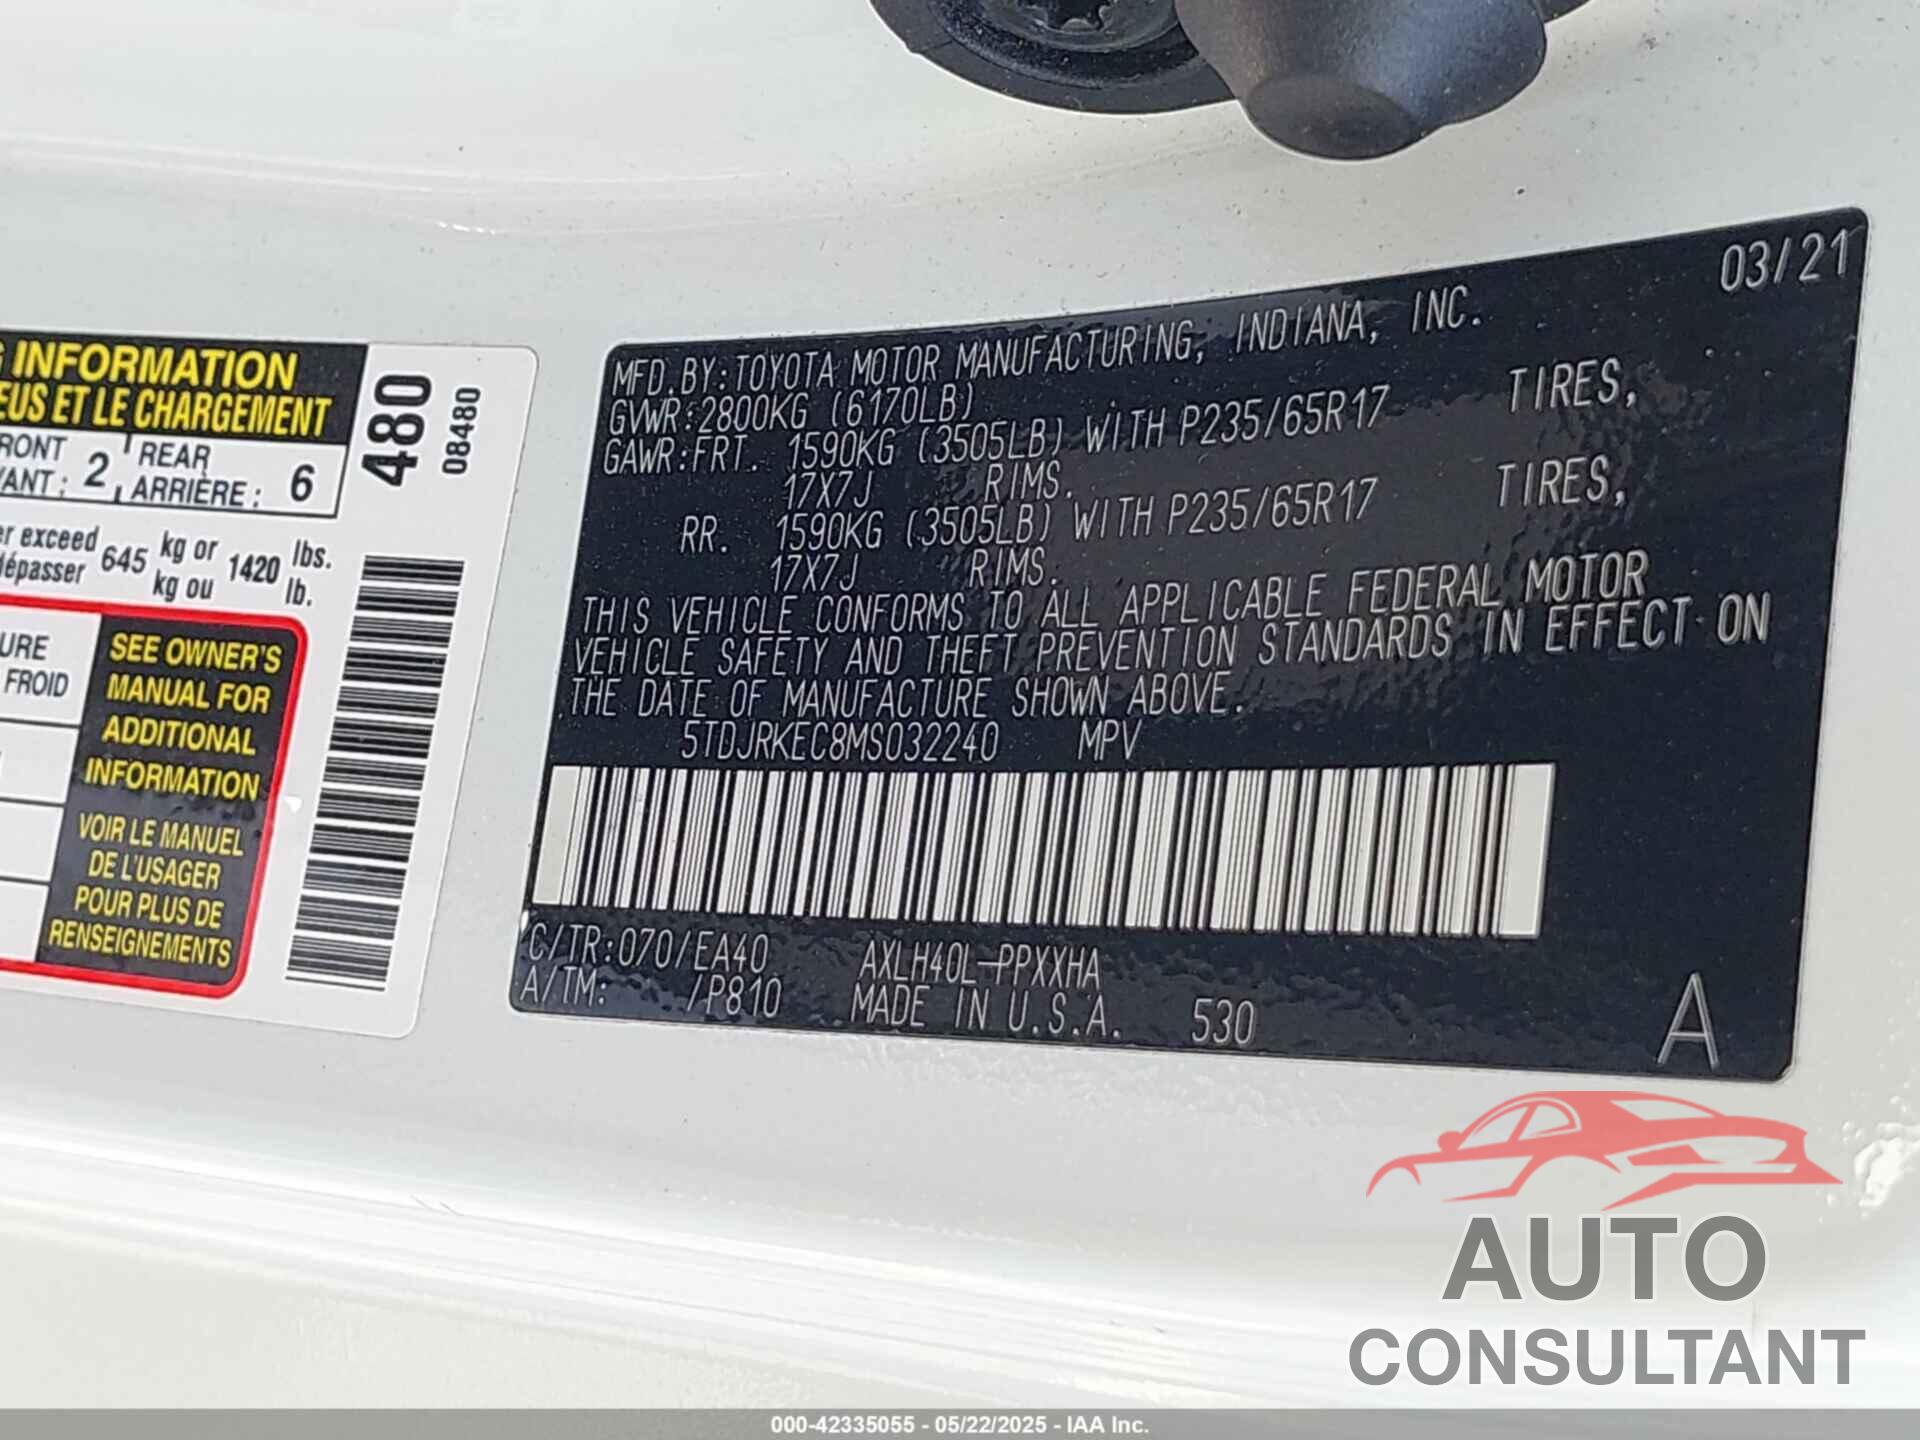 G INFORMATION
EUS ET LE CHARGEMENT
RONT 2 REAR 6
VANT: ARRIÈRE:
er exceed 645 kg or 1420 lbs.
dépasser kg ou lb.
URE
FROID
SEE OWNER'S
MANUAL FOR
ADDITIONAL
INFORMATION
VOIR LE MANUEL
DE L'USAGER
POUR PLUS DE
RENSEIGNEMENTS
480
08480
03/21
MFD.BY:TOYOTA MOTOR MANUFACTURING, INDIANA, INC.
GVWR:2800KG (6170LB)
GAWR:FRT. 1590KG (3505LB) WITH P235/65R17 TIRES,
17X7J RIMS.
RR. 1590KG (3505LB) WITH P235/65R17 TIRES,
17X7J RIMS.
THIS VEHICLE CONFORMS TO ALL APPLICABLE FEDERAL MOTOR
VEHICLE SAFETY AND THEFT PREVENTION STANDARDS IN EFFECT ON
THE DATE OF MANUFACTURE SHOWN ABOVE.
5TDJRKEC8MS032240 MPV
C/TR:070/EA40 AXLH40L-PPXXHA
A/TM: /P810 MADE IN U.S.A. 530
A
AUTO
CONSULTANT
000-42335055 - 05/22/2025 - IAA Inc.